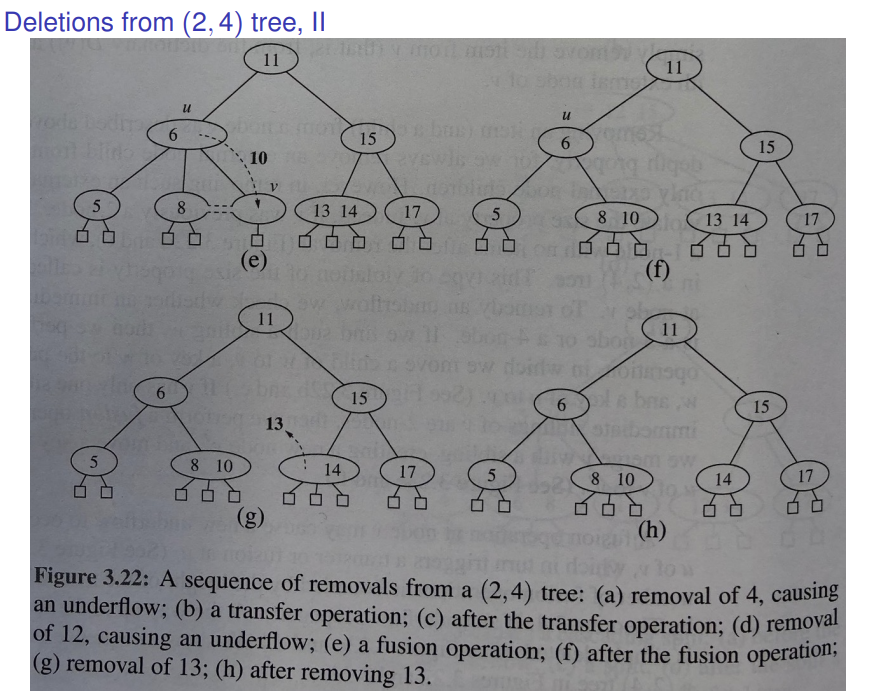 Deletions from (2, 4) tree, II
11
u
6
15
10
v
5
8
13 14
17
(e)
11
u
6
15
5
8 10
13 14
17
(f)
11
6
15
13
5
8 10
14
17
(g)
11
6
15
5
8 10
14
17
(h)
Figure 3.22: A sequence of removals from a (2,4) tree: (a) removal of 4, causing
an underflow; (b) a transfer operation; (c) after the transfer operation; (d) removal
of 12, causing an underflow; (e) a fusion operation; (f) after the fusion operation;
(g) removal of 13; (h) after removing 13.